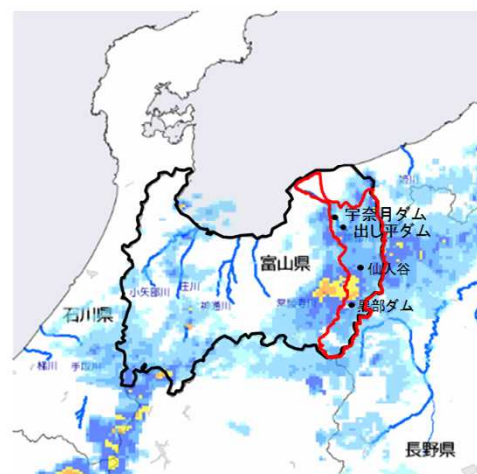 宇奈月ダム
出し平ダム
富山県
仙人谷
小矢部川
庄川
神通川
常願寺川
黒部ダム
石川県
梯川
手取川
長野県